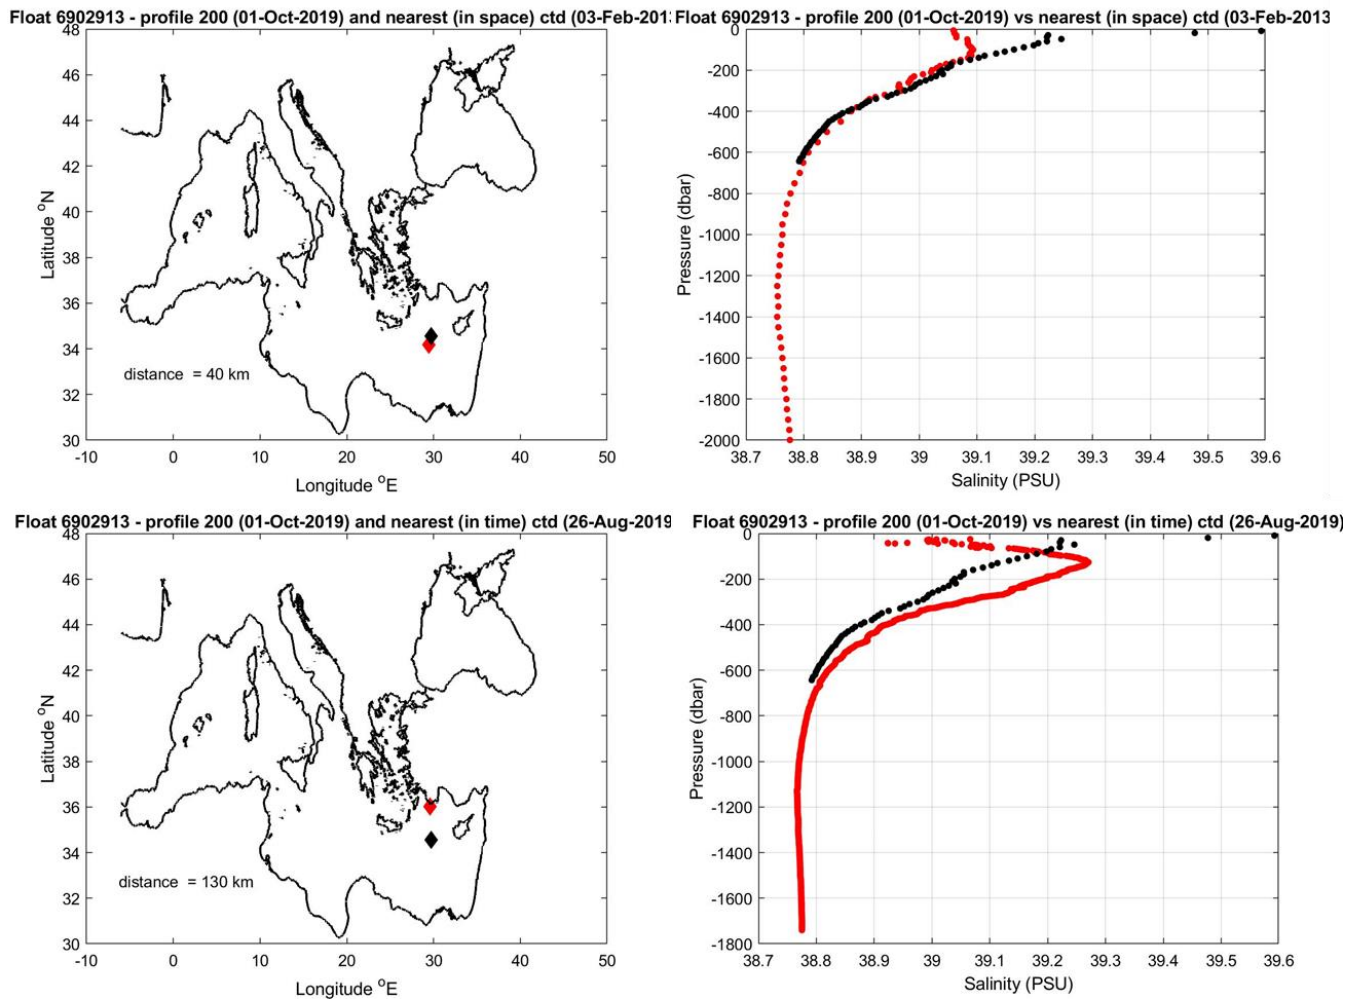 Float 6902913 - profile 200 (01-Oct-2019) and nearest (in space) ctd (03-Feb-201
48
46
44
42
40
38
36
34
32
30
Latitude °N
distance = 40 km
-10 0 10 20 30 40 50
Longitude °E
Float 6902913 - profile 200 (01-Oct-2019) vs nearest (in space) ctd (03-Feb-2013
0
-200
-400
-600
-800
-1000
-1200
-1400
-1600
-1800
-2000
Pressure (dbar)
38.7 38.8 38.9 39 39.1 39.2 39.3 39.4 39.5 39.6
Salinity (PSU)
Float 6902913 - profile 200 (01-Oct-2019) and nearest (in time) ctd (26-Aug-2019
48
46
44
42
40
38
36
34
32
30
Latitude °N
distance = 130 km
-10 0 10 20 30 40 50
Longitude °E
Float 6902913 - profile 200 (01-Oct-2019) vs nearest (in time) ctd (26-Aug-2019)
0
-200
-400
-600
-800
-1000
-1200
-1400
-1600
-1800
Pressure (dbar)
38.7 38.8 38.9 39 39.1 39.2 39.3 39.4 39.5 39.6
Salinity (PSU)